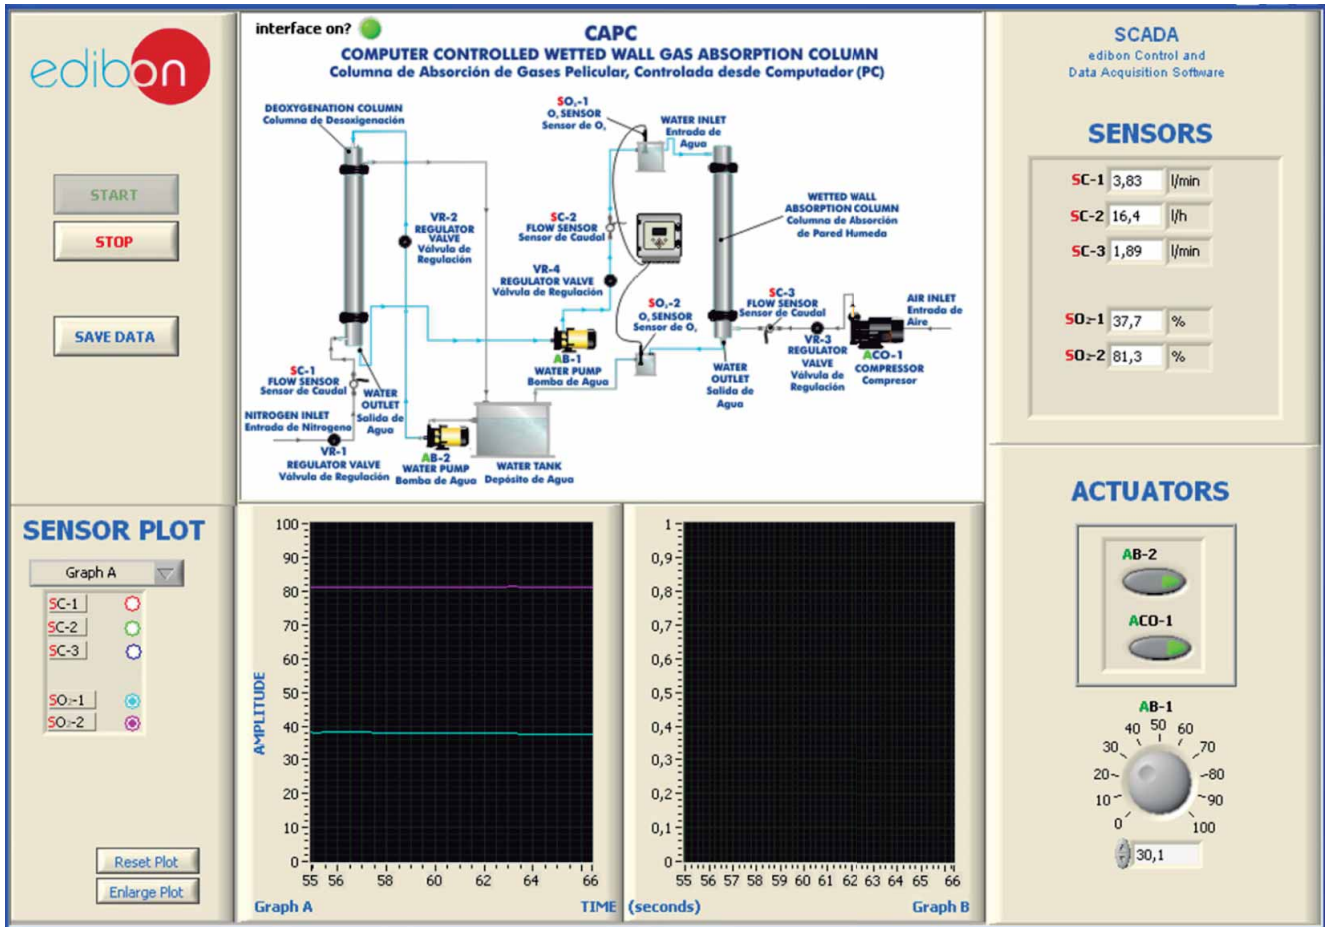 edibon
START
STOP
SAVE DATA
interface on?
CAPC
COMPUTER CONTROLLED WETTED WALL GAS ABSORPTION COLUMN
Columna de Absorción de Gases Pelicular, Controlada desde Computador (PC)
DEOXYGENATION COLUMN
Columna de Desoxigenación
SO₂-1
O₂ SENSOR
Sensor de O₂
WATER INLET
Entrada de
Agua
VR-2
REGULATOR
VALVE
Válvula de
Regulación
SC-2
FLOW SENSOR
Sensor de Caudal
VR-4
REGULATOR VALVE
Válvula de Regulación
WETTED WALL
ABSORPTION COLUMN
Columna de Absorción
de Pared Humeda
SO₂-2
O₂ SENSOR
Sensor de O₂
SC-3
FLOW SENSOR
Sensor de Caudal
AIR INLET
Entrada de
Aire
AB-1
WATER PUMP
Bomba de Agua
WATER
OUTLET
Salida de
Agua
VR-3
REGULATOR
VALVE
Válvula de
Regulación
ACO-1
COMPRESSOR
Compresor
SC-1
FLOW SENSOR
Sensor de Caudal
WATER
OUTLET
Salida de
Agua
NITROGEN INLET
Entrada de Nitrogeno
VR-1
REGULATOR VALVE
Válvula de Regulación
AB-2
WATER PUMP
Bomba de Agua
WATER TANK
Depósito de Agua
SCADA
edibon Control and
Data Acquisition Software
SENSORS
SC-1 3,83 l/min
SC-2 16,4 l/h
SC-3 1,89 l/min
SO₂-1 37,7 %
SO₂-2 81,3 %
SENSOR PLOT
Graph A
SC-1
SC-2
SC-3
SO₂-1
SO₂-2
Reset Plot
Enlarge Plot
AMPLITUDE
100
90
80
70
60
50
40
30
20
10
0
55 56 58 60 62 64 66
Graph A TIME (seconds) Graph B
1
0,9
0,8
0,7
0,6
0,5
0,4
0,3
0,2
0,1
0
55 56 57 58 59 60 61 62 63 64 65 66
ACTUATORS
AB-2
ACO-1
AB-1
0 10 20 30 40 50 60 70 80 90 100
30,1